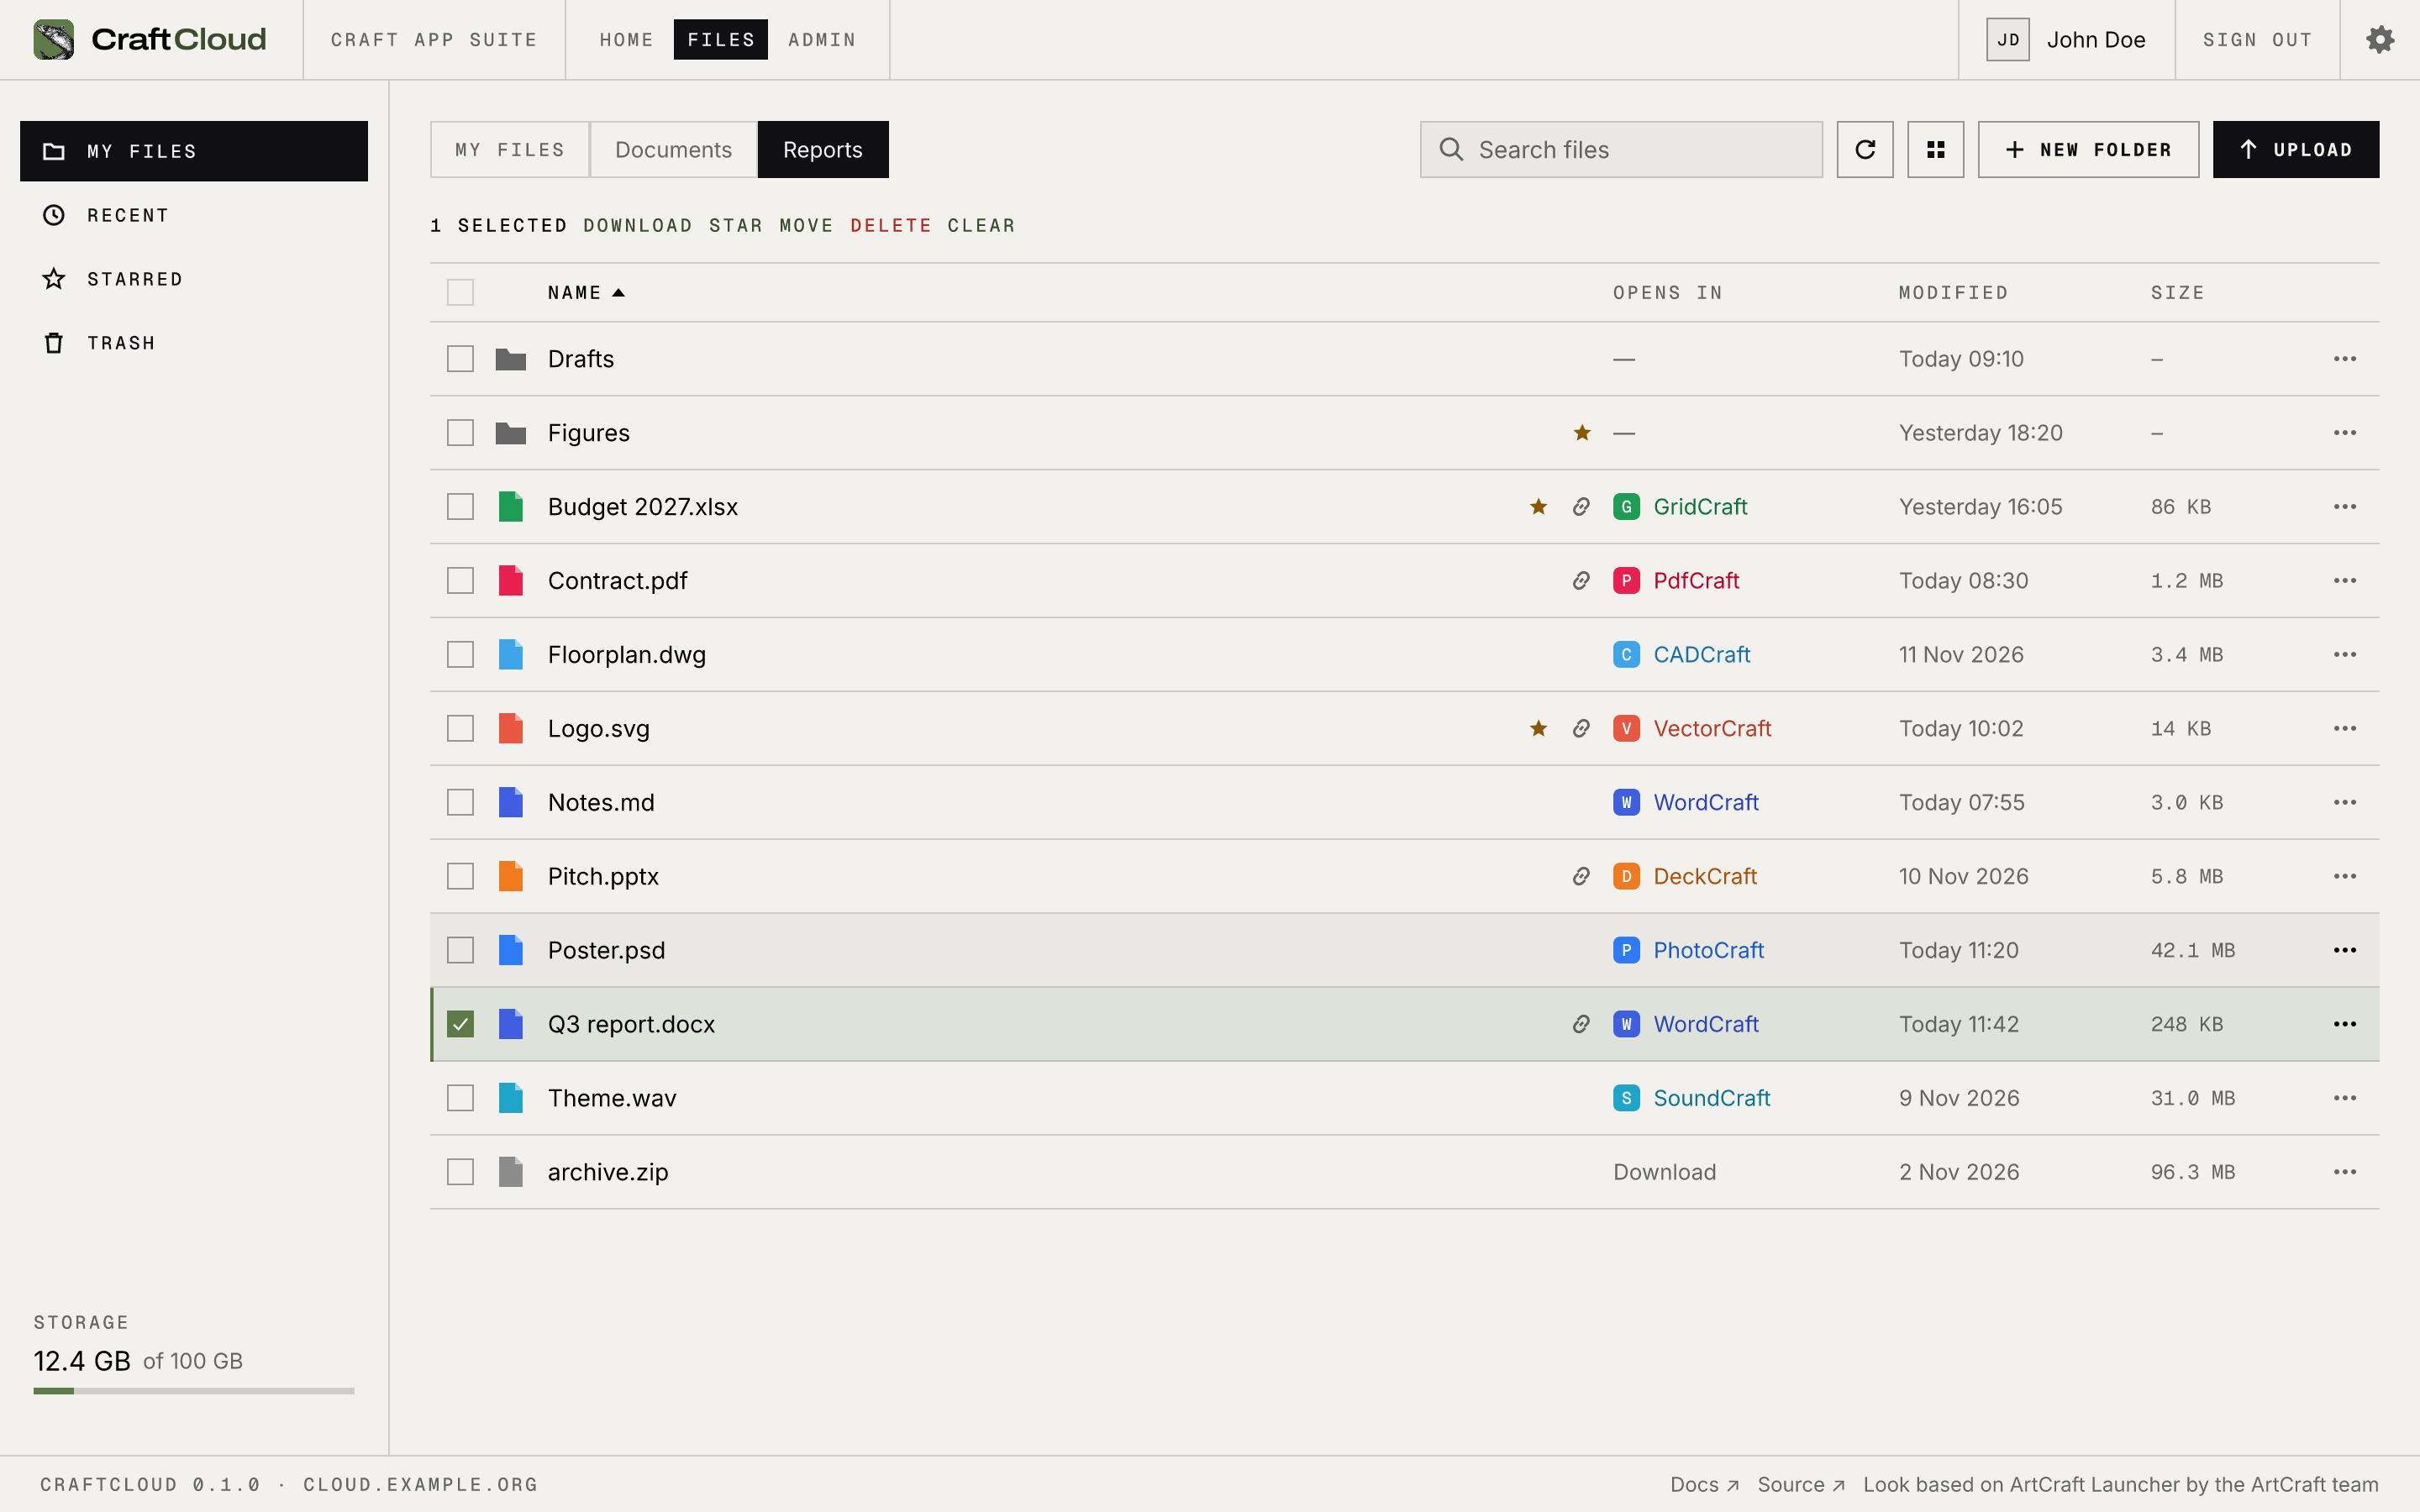 CraftCloud CRAFT APP SUITE HOME FILES ADMIN JD John Doe SIGN OUT
MY FILES
RECENT
STARRED
TRASH
STORAGE
12.4 GB of 100 GB
MY FILES Documents Reports Search files + NEW FOLDER UPLOAD
1 SELECTED DOWNLOAD STAR MOVE DELETE CLEAR
NAME OPENS IN MODIFIED SIZE
Drafts — Today 09:10 –
Figures — Yesterday 18:20 –
Budget 2027.xlsx G GridCraft Yesterday 16:05 86 KB
Contract.pdf P PdfCraft Today 08:30 1.2 MB
Floorplan.dwg C CADCraft 11 Nov 2026 3.4 MB
Logo.svg V VectorCraft Today 10:02 14 KB
Notes.md W WordCraft Today 07:55 3.0 KB
Pitch.pptx D DeckCraft 10 Nov 2026 5.8 MB
Poster.psd P PhotoCraft Today 11:20 42.1 MB
Q3 report.docx W WordCraft Today 11:42 248 KB
Theme.wav S SoundCraft 9 Nov 2026 31.0 MB
archive.zip Download 2 Nov 2026 96.3 MB
CRAFTCLOUD 0.1.0 · CLOUD.EXAMPLE.ORG Docs ↗ Source ↗ Look based on ArtCraft Launcher by the ArtCraft team